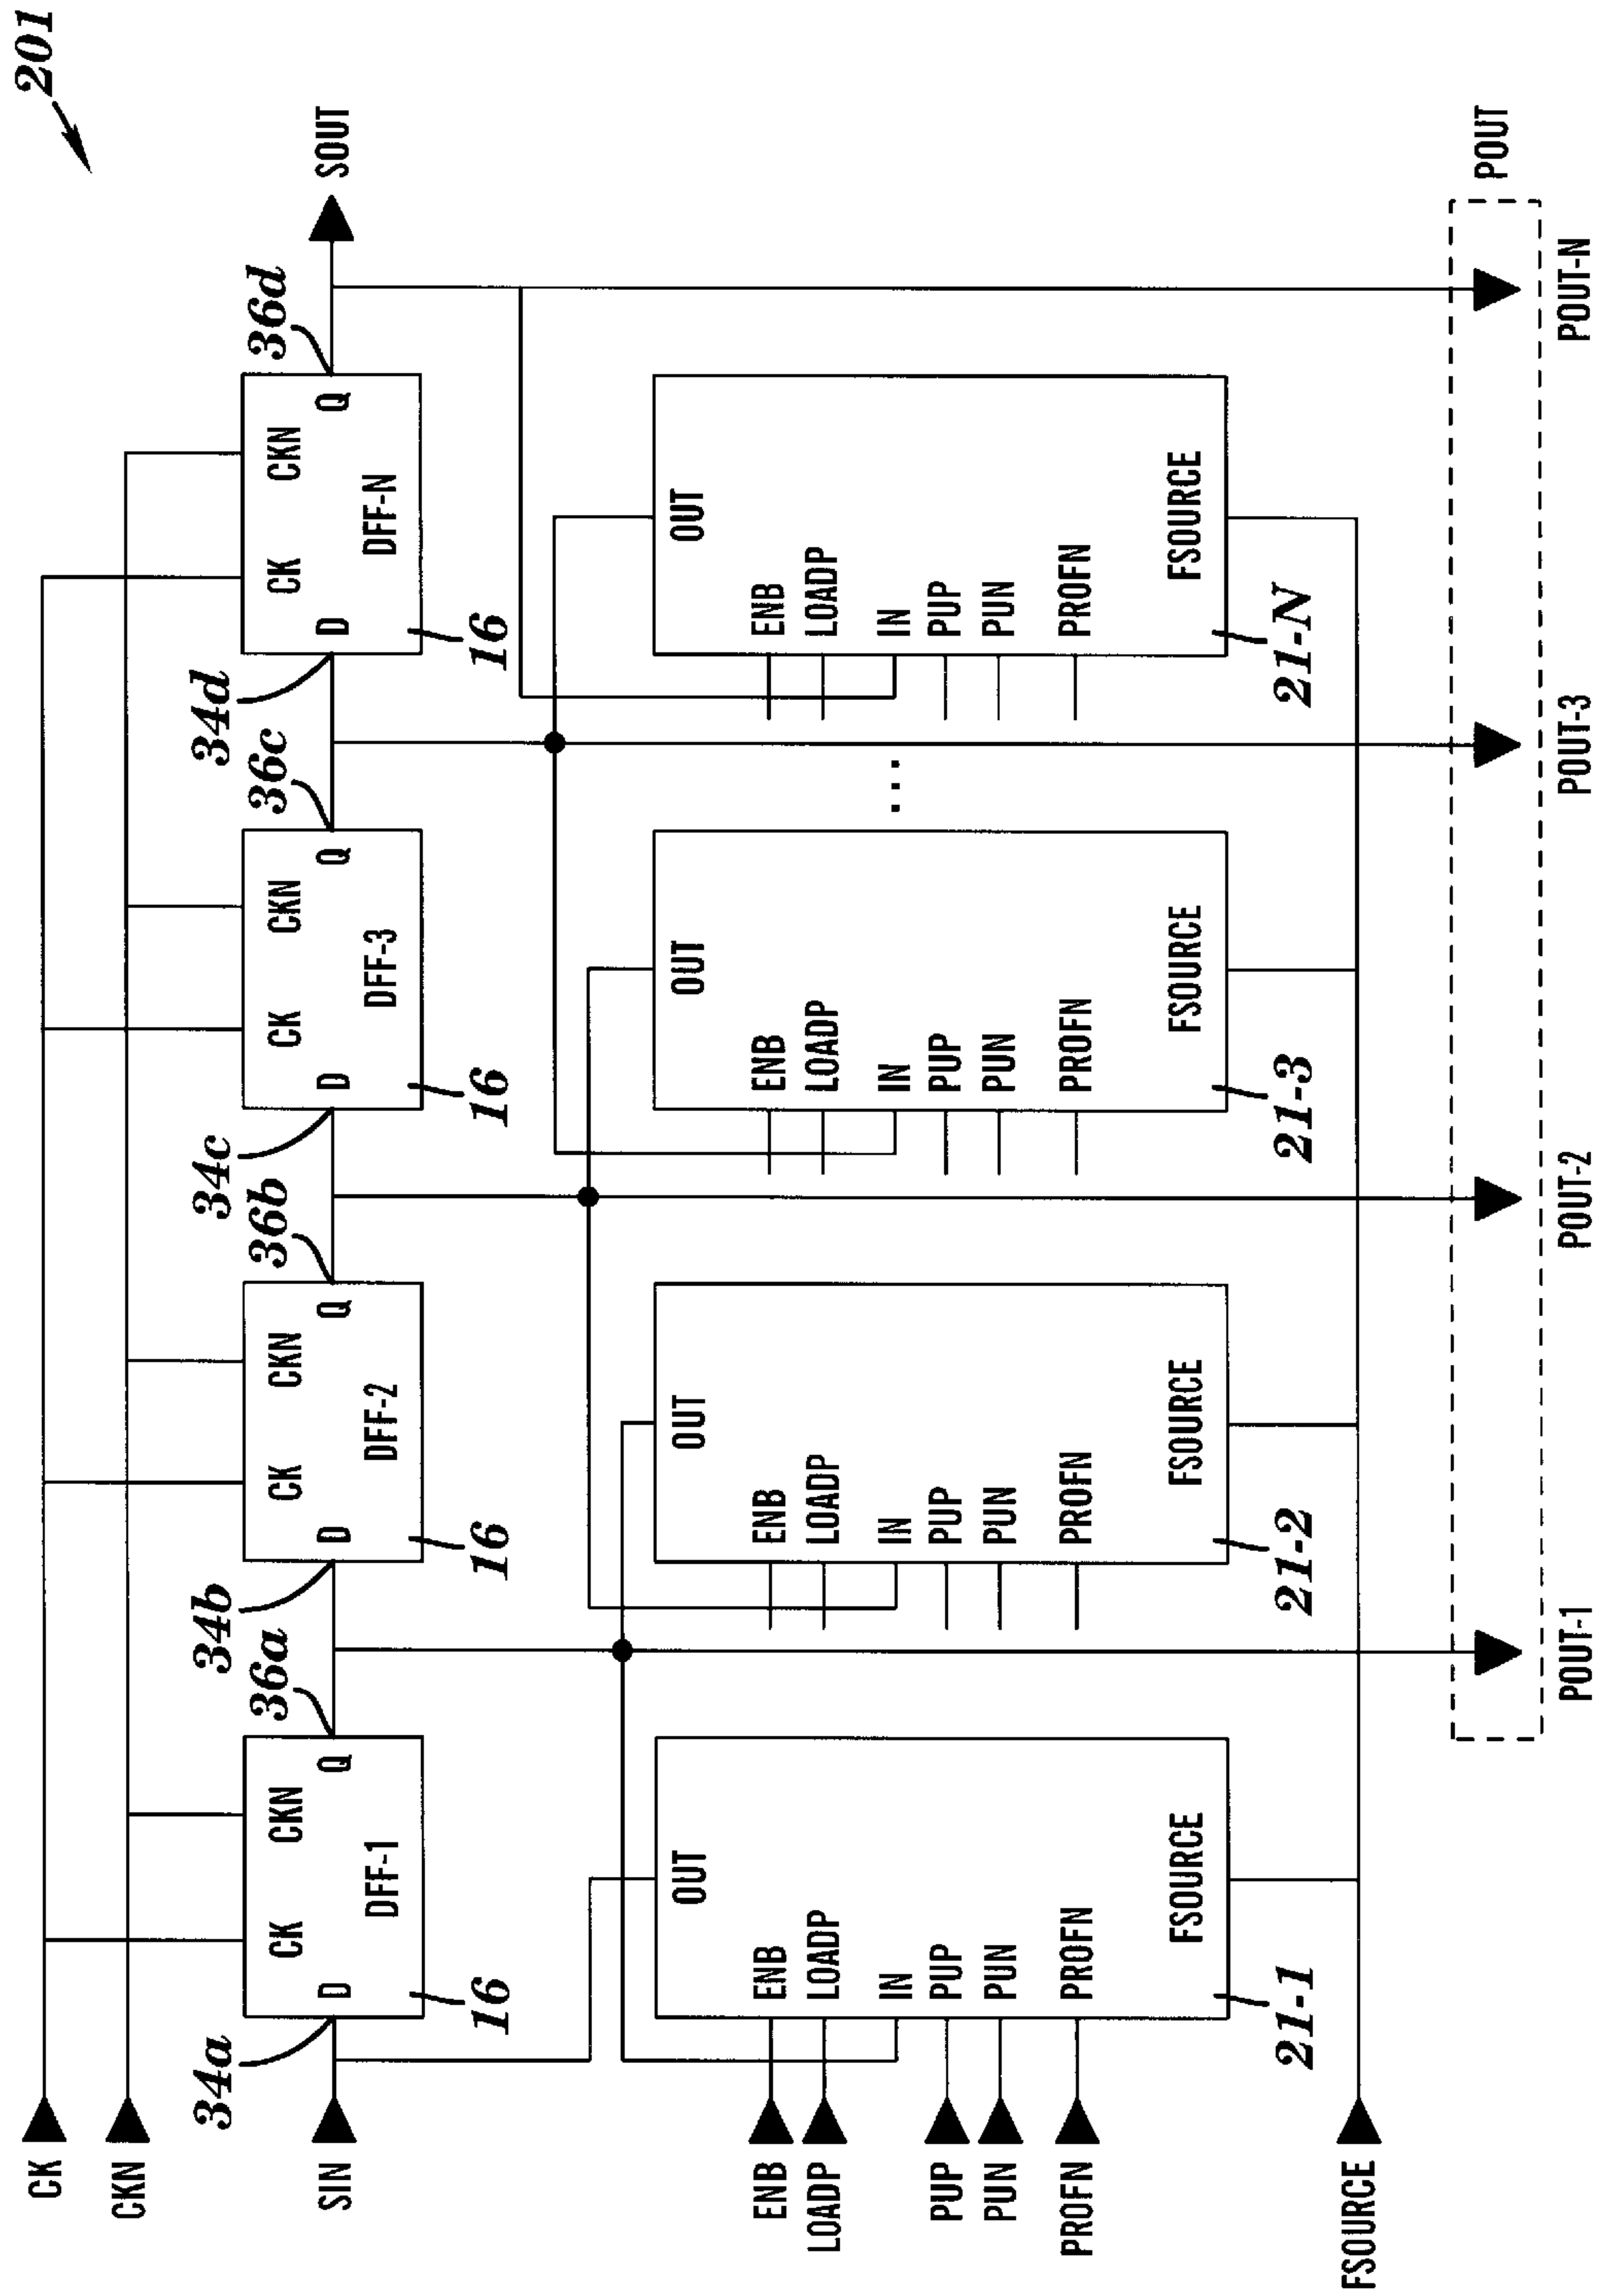 201
CK
CKN
SIN
SOUT
34a
36a
34b
36b
34c
36c
34d
36d
CK CKN
D Q
DFF-1
16
CK CKN
D Q
DFF-2
16
CK CKN
D Q
DFF-3
16
CK CKN
D Q
DFF-N
16
ENB
LOADP
PUP
PUN
PROFN
FSOURCE
OUT
ENB
LOADP
IN
PUP
PUN
PROFN
FSOURCE
21-1
OUT
ENB
LOADP
IN
PUP
PUN
PROFN
FSOURCE
21-2
OUT
ENB
LOADP
IN
PUP
PUN
PROFN
FSOURCE
21-3
...
OUT
ENB
LOADP
IN
PUP
PUN
PROFN
FSOURCE
21-N
POUT
POUT-1
POUT-2
POUT-3
POUT-N